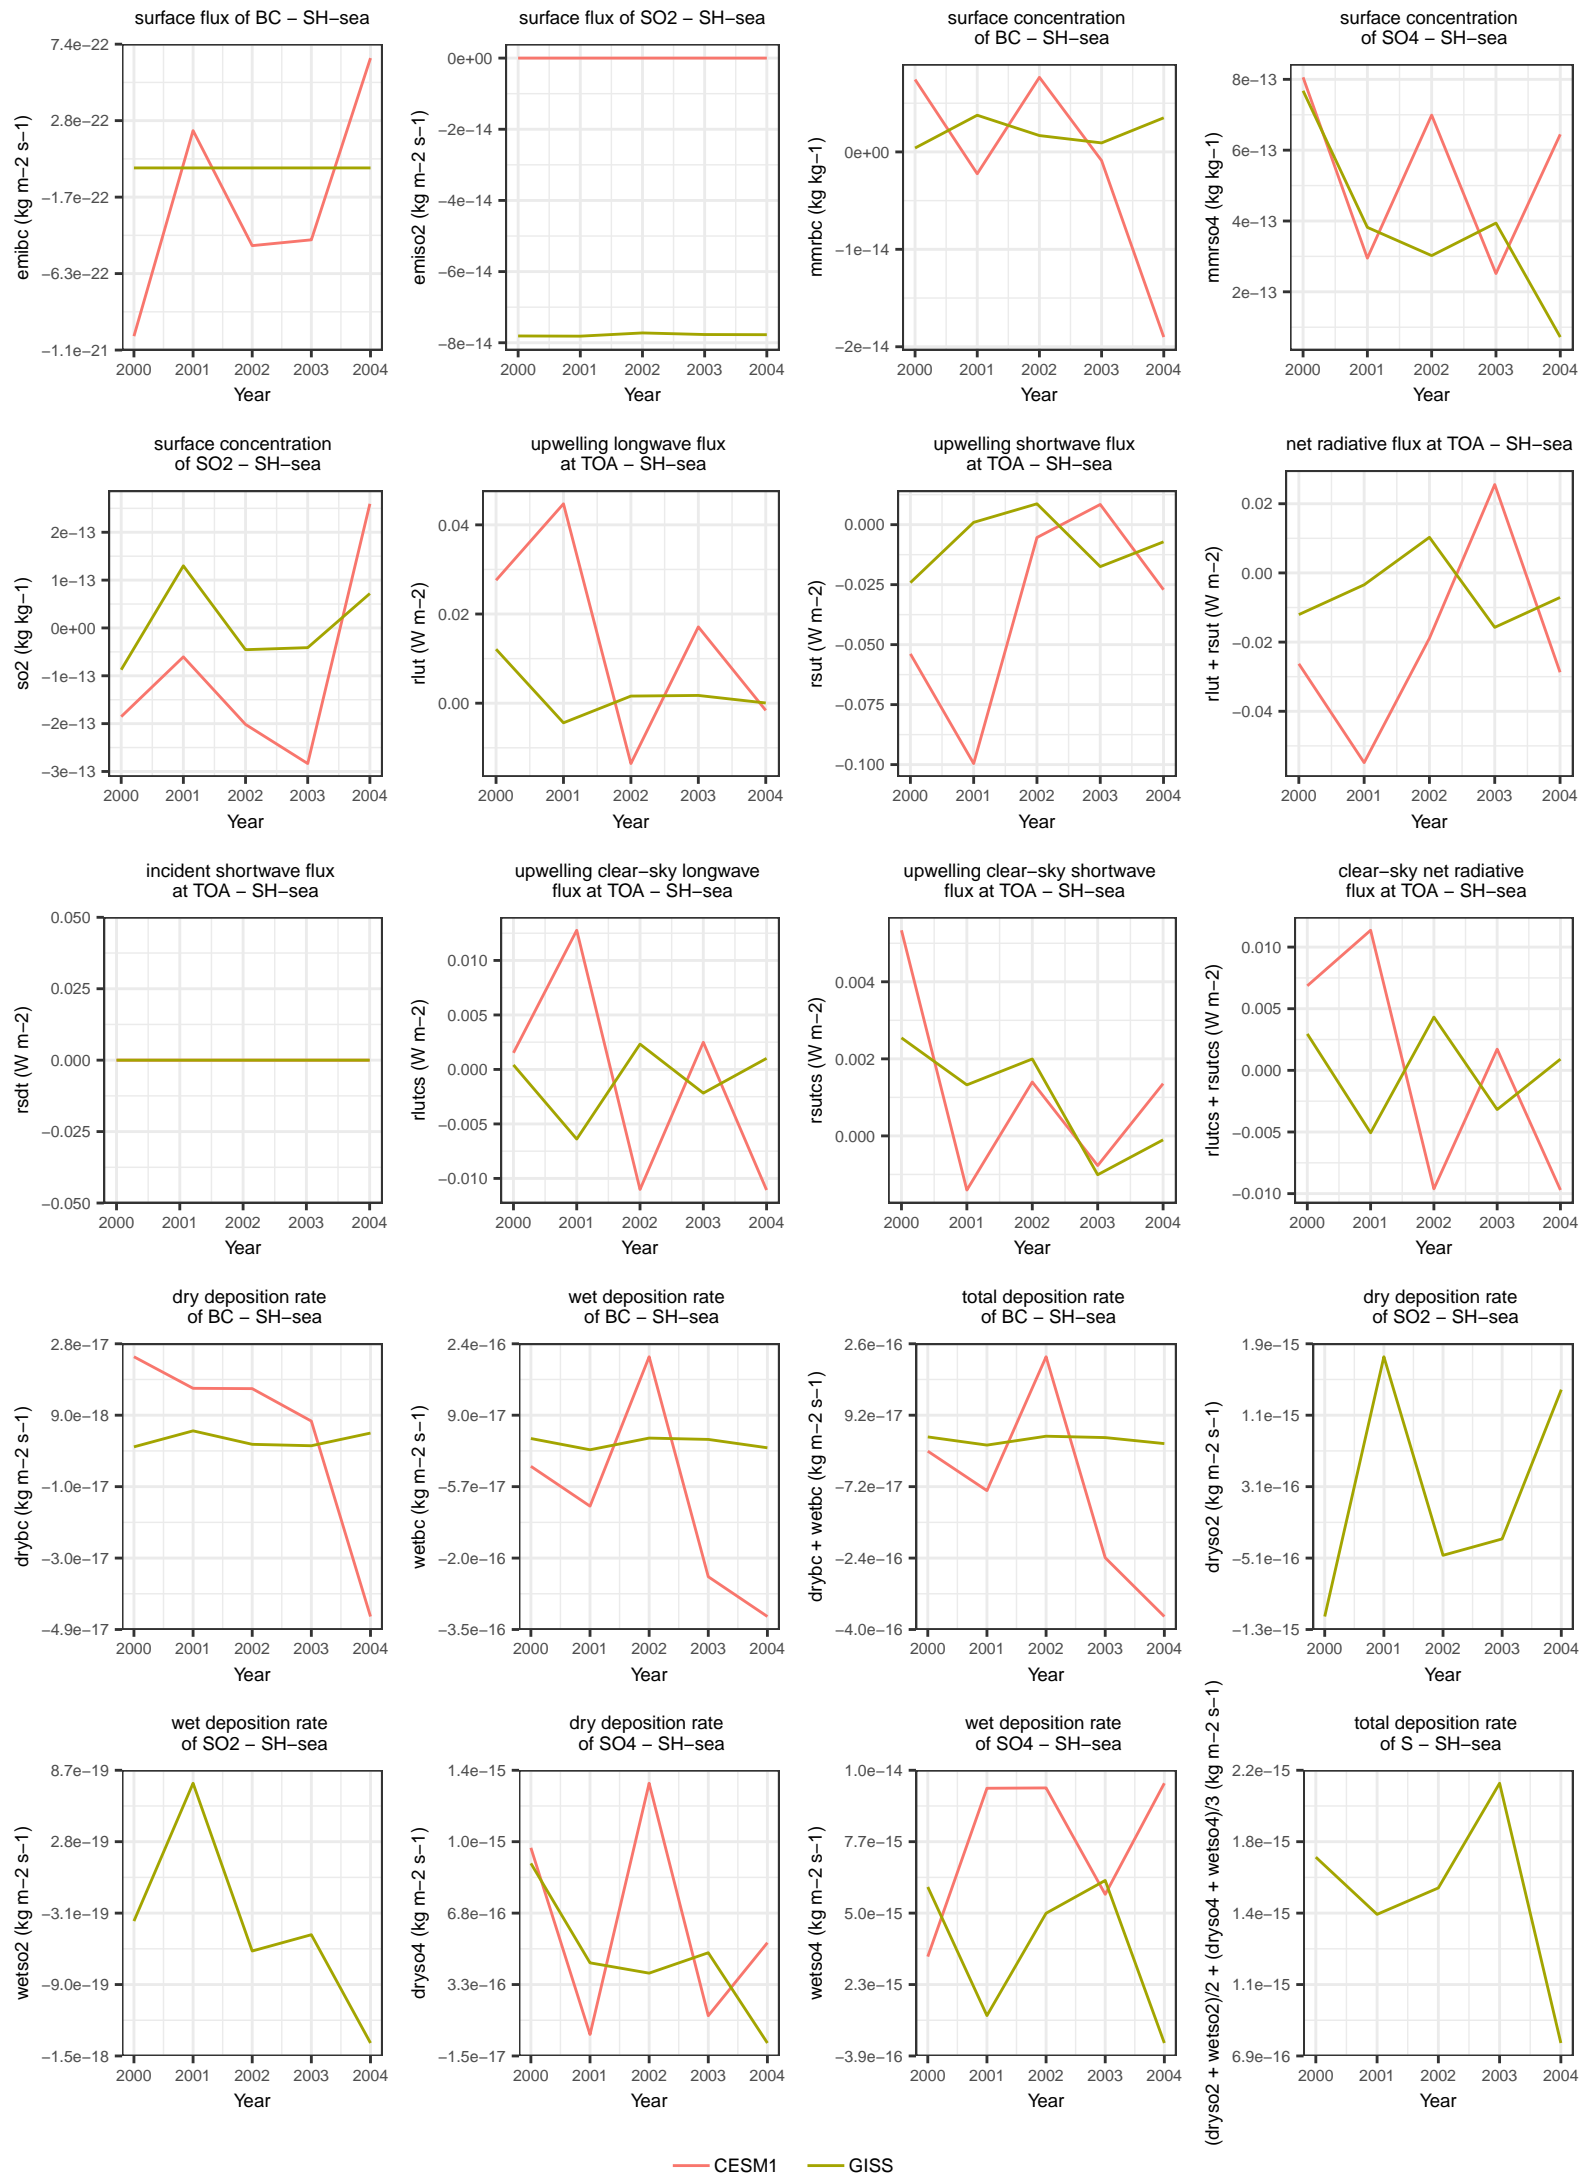 surface flux of BC − SH−sea
7.4e−22
2.8e−22
−1.7e−22
−6.3e−22
−1.1e−21
emibc (kg m−2 s−1)
2000 2001 2002 2003 2004
Year
surface flux of SO2 − SH−sea
0e+00
−2e−14
−4e−14
−6e−14
−8e−14
emiso2 (kg m−2 s−1)
2000 2001 2002 2003 2004
Year
surface concentration
of BC − SH−sea
0e+00
−1e−14
−2e−14
mmrbc (kg kg−1)
2000 2001 2002 2003 2004
Year
surface concentration
of SO4 − SH−sea
8e−13
6e−13
4e−13
2e−13
mmrso4 (kg kg−1)
2000 2001 2002 2003 2004
Year
surface concentration
of SO2 − SH−sea
2e−13
1e−13
0e+00
−1e−13
−2e−13
−3e−13
so2 (kg kg−1)
2000 2001 2002 2003 2004
Year
upwelling longwave flux
at TOA − SH−sea
0.04
0.02
0.00
rlut (W m−2)
2000 2001 2002 2003 2004
Year
upwelling shortwave flux
at TOA − SH−sea
0.000
−0.025
−0.050
−0.075
−0.100
rsut (W m−2)
2000 2001 2002 2003 2004
Year
net radiative flux at TOA − SH−sea
0.02
0.00
−0.02
−0.04
rlut + rsut (W m−2)
2000 2001 2002 2003 2004
Year
incident shortwave flux
at TOA − SH−sea
0.050
0.025
0.000
−0.025
−0.050
rsdt (W m−2)
2000 2001 2002 2003 2004
Year
upwelling clear−sky longwave
flux at TOA − SH−sea
0.010
0.005
0.000
−0.005
−0.010
rlutcs (W m−2)
2000 2001 2002 2003 2004
Year
upwelling clear−sky shortwave
flux at TOA − SH−sea
0.004
0.002
0.000
rsutcs (W m−2)
2000 2001 2002 2003 2004
Year
clear−sky net radiative
flux at TOA − SH−sea
0.010
0.005
0.000
−0.005
−0.010
rlutcs + rsutcs (W m−2)
2000 2001 2002 2003 2004
Year
dry deposition rate
of BC − SH−sea
2.8e−17
9.0e−18
−1.0e−17
−3.0e−17
−4.9e−17
drybc (kg m−2 s−1)
2000 2001 2002 2003 2004
Year
wet deposition rate
of BC − SH−sea
2.4e−16
9.0e−17
−5.7e−17
−2.0e−16
−3.5e−16
wetbc (kg m−2 s−1)
2000 2001 2002 2003 2004
Year
total deposition rate
of BC − SH−sea
2.6e−16
9.2e−17
−7.2e−17
−2.4e−16
−4.0e−16
drybc + wetbc (kg m−2 s−1)
2000 2001 2002 2003 2004
Year
dry deposition rate
of SO2 − SH−sea
1.9e−15
1.1e−15
3.1e−16
−5.1e−16
−1.3e−15
dryso2 (kg m−2 s−1)
2000 2001 2002 2003 2004
Year
wet deposition rate
of SO2 − SH−sea
8.7e−19
2.8e−19
−3.1e−19
−9.0e−19
−1.5e−18
wetso2 (kg m−2 s−1)
2000 2001 2002 2003 2004
Year
dry deposition rate
of SO4 − SH−sea
1.4e−15
1.0e−15
6.8e−16
3.3e−16
−1.5e−17
dryso4 (kg m−2 s−1)
2000 2001 2002 2003 2004
Year
wet deposition rate
of SO4 − SH−sea
1.0e−14
7.7e−15
5.0e−15
2.3e−15
−3.9e−16
wetso4 (kg m−2 s−1)
2000 2001 2002 2003 2004
Year
total deposition rate
of S − SH−sea
2.2e−15
1.8e−15
1.4e−15
1.1e−15
6.9e−16
(dryso2 + wetso2)/2 + (dryso4 + wetso4)/3 (kg m−2 s−1)
2000 2001 2002 2003 2004
Year
CESM1 GISS